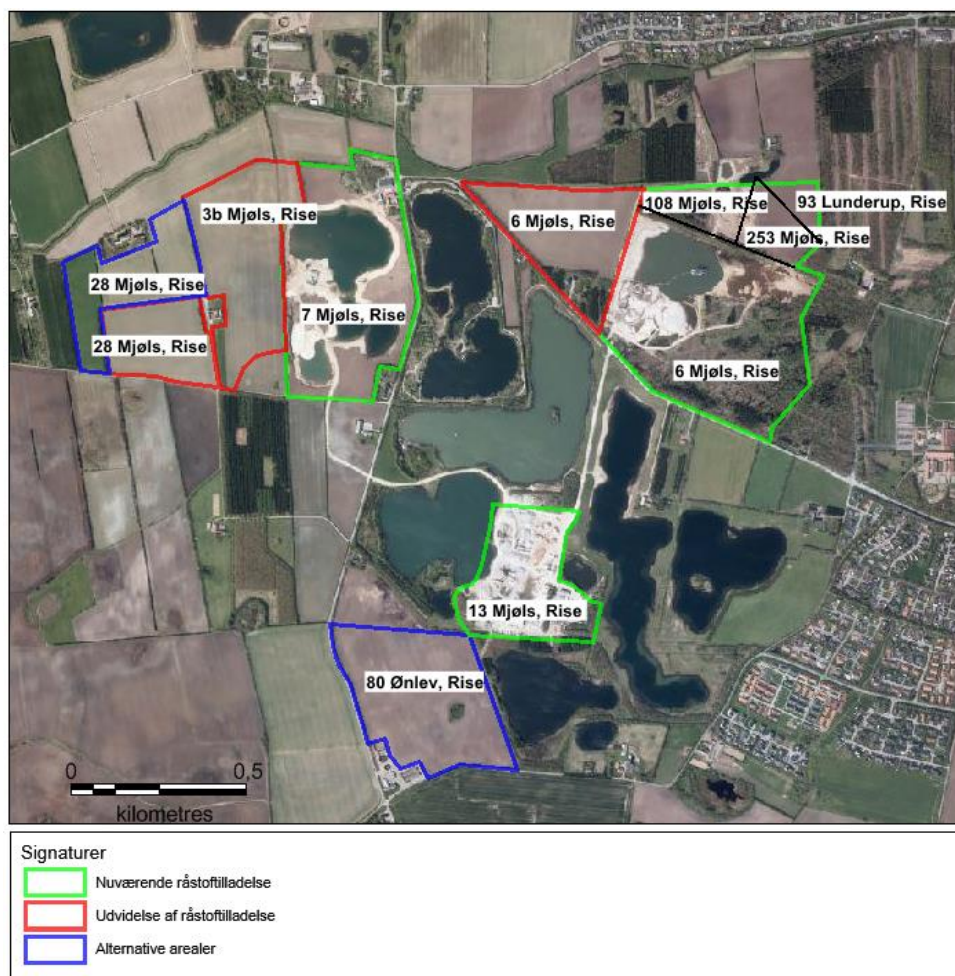 108 Mjøls, Rise
93 Lunderup, Rise
3b Mjøls, Rise
6 Mjøls, Rise
253 Mjøls, Rise
28 Mjøls, Rise
7 Mjøls, Rise
28 Mjøls, Rise
6 Mjøls, Rise
13 Mjøls, Rise
80 Ønlev, Rise
0 0,5
kilometres
Signaturer
Nuværende råstoftilladelse
Udvidelse af råstoftilladelse
Alternative arealer